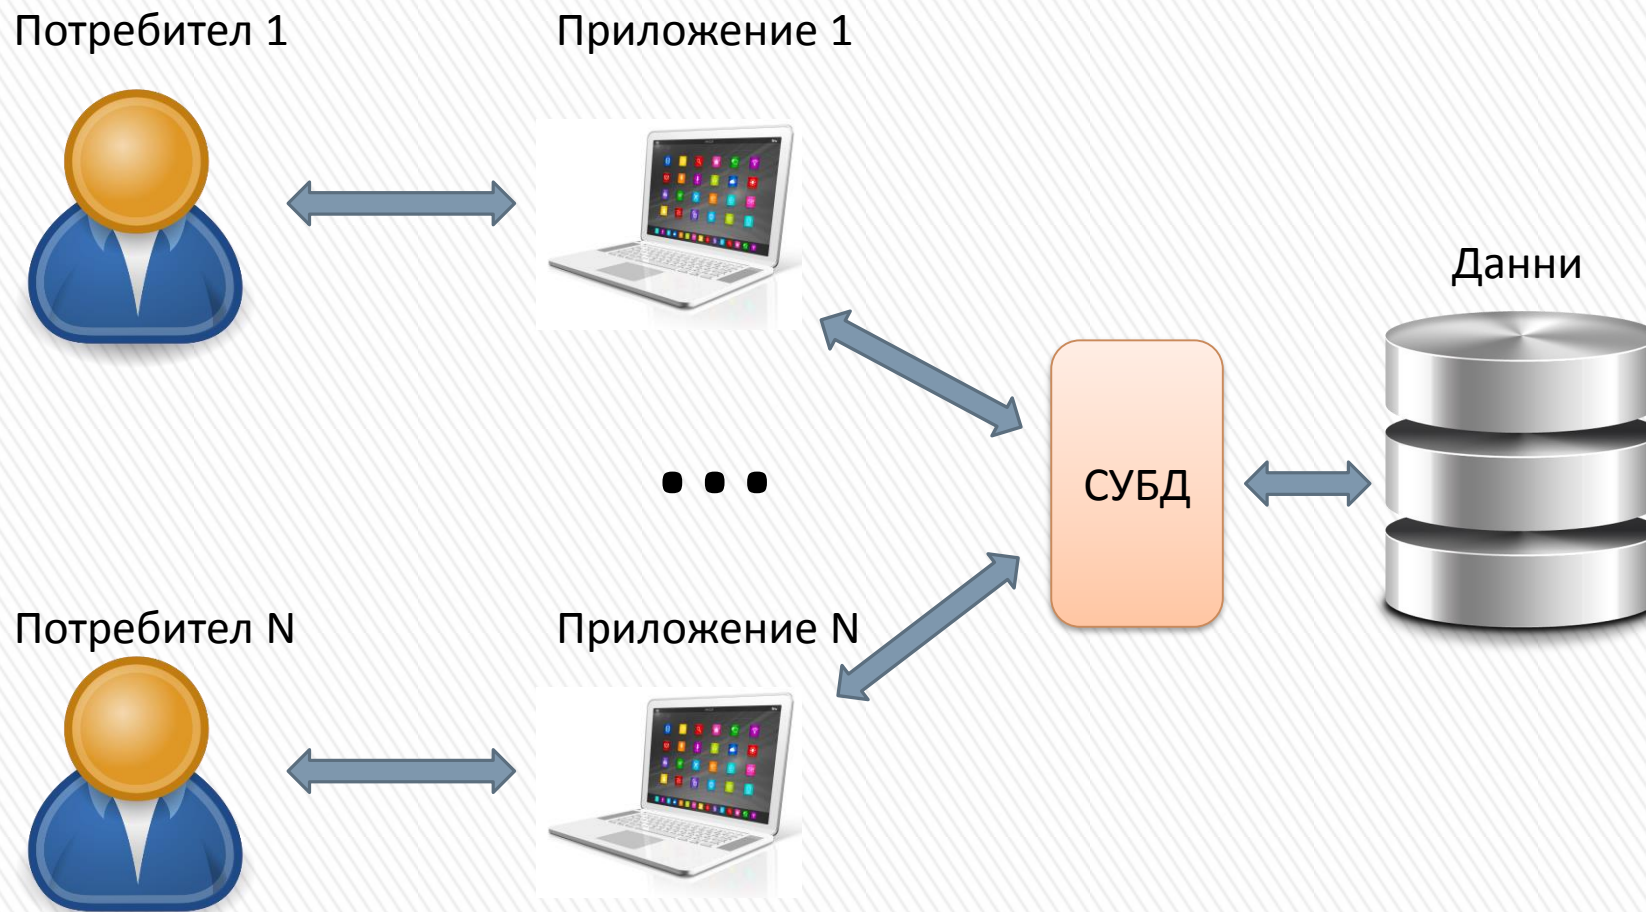 Потребител 1
Приложение 1
Данни
...
СУБД
Потребител N
Приложение N